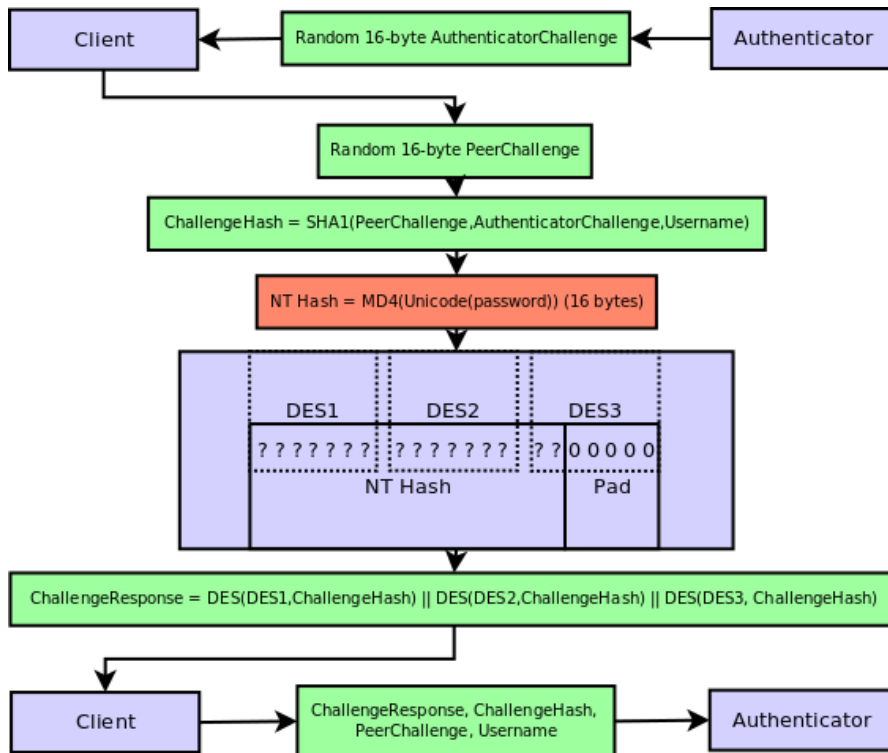 Client
Random 16-byte AuthenticatorChallenge
Authenticator
Random 16-byte PeerChallenge
ChallengeHash = SHA1(PeerChallenge,AuthenticatorChallenge,Username)
NT Hash = MD4(Unicode(password)) (16 bytes)
DES1
DES2
DES3
? ? ? ? ? ? ?
? ? ? ? ? ? ?
? ? 0 0 0 0 0
NT Hash
Pad
ChallengeResponse = DES(DES1,ChallengeHash) || DES(DES2,ChallengeHash) || DES(DES3, ChallengeHash)
Client
ChallengeResponse, ChallengeHash,
PeerChallenge, Username
Authenticator